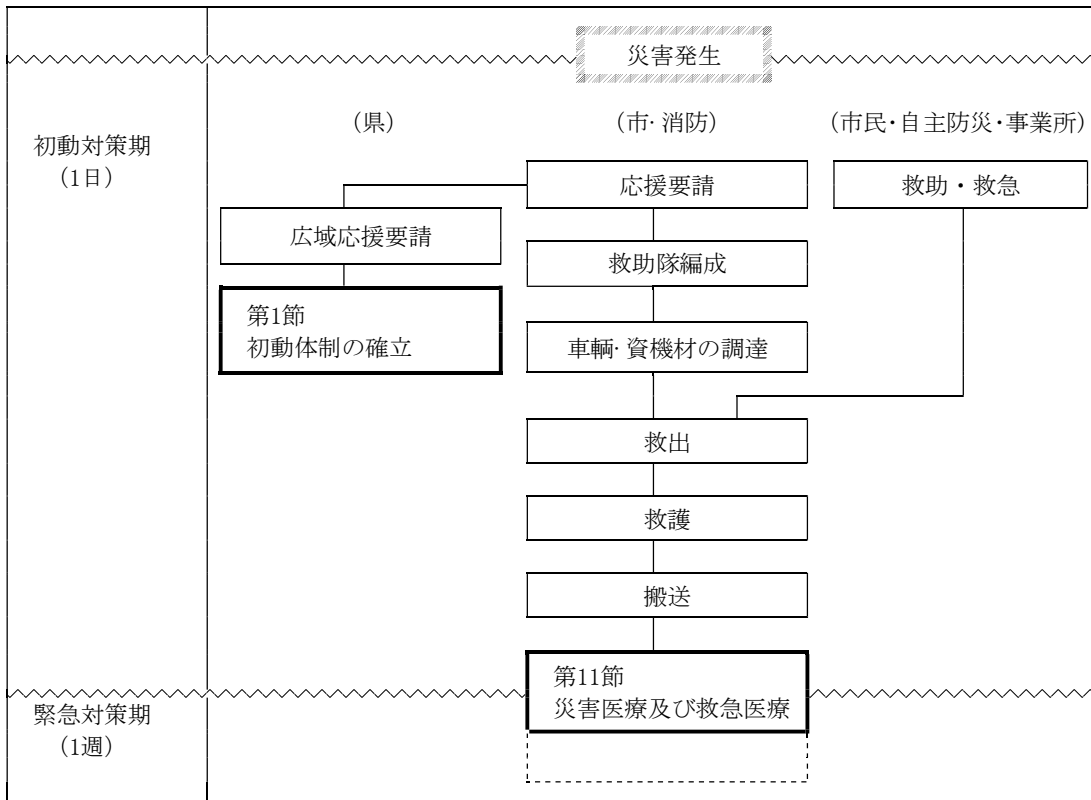 災害発生
(県)
(市・消防)
(市民・自主防災・事業所)
初動対策期
(1日)
応援要請
救助・救急
広域応援要請
救助隊編成
第1節
初動体制の確立
車輌・資機材の調達
救出
救護
搬送
第11節
災害医療及び救急医療
緊急対策期
(1週)